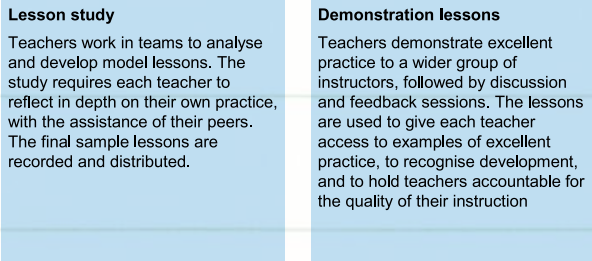 Lesson study
Teachers work in teams to analyse
and develop model lessons. The
study requires each teacher to
reflect in depth on their own practice,
with the assistance of their peers.
The final sample lessons are
recorded and distributed.
Demonstration lessons
Teachers demonstrate excellent
practice to a wider group of
instructors, followed by discussion
and feedback sessions. The lessons
are used to give each teacher
access to examples of excellent
practice, to recognise development,
and to hold teachers accountable for
the quality of their instruction